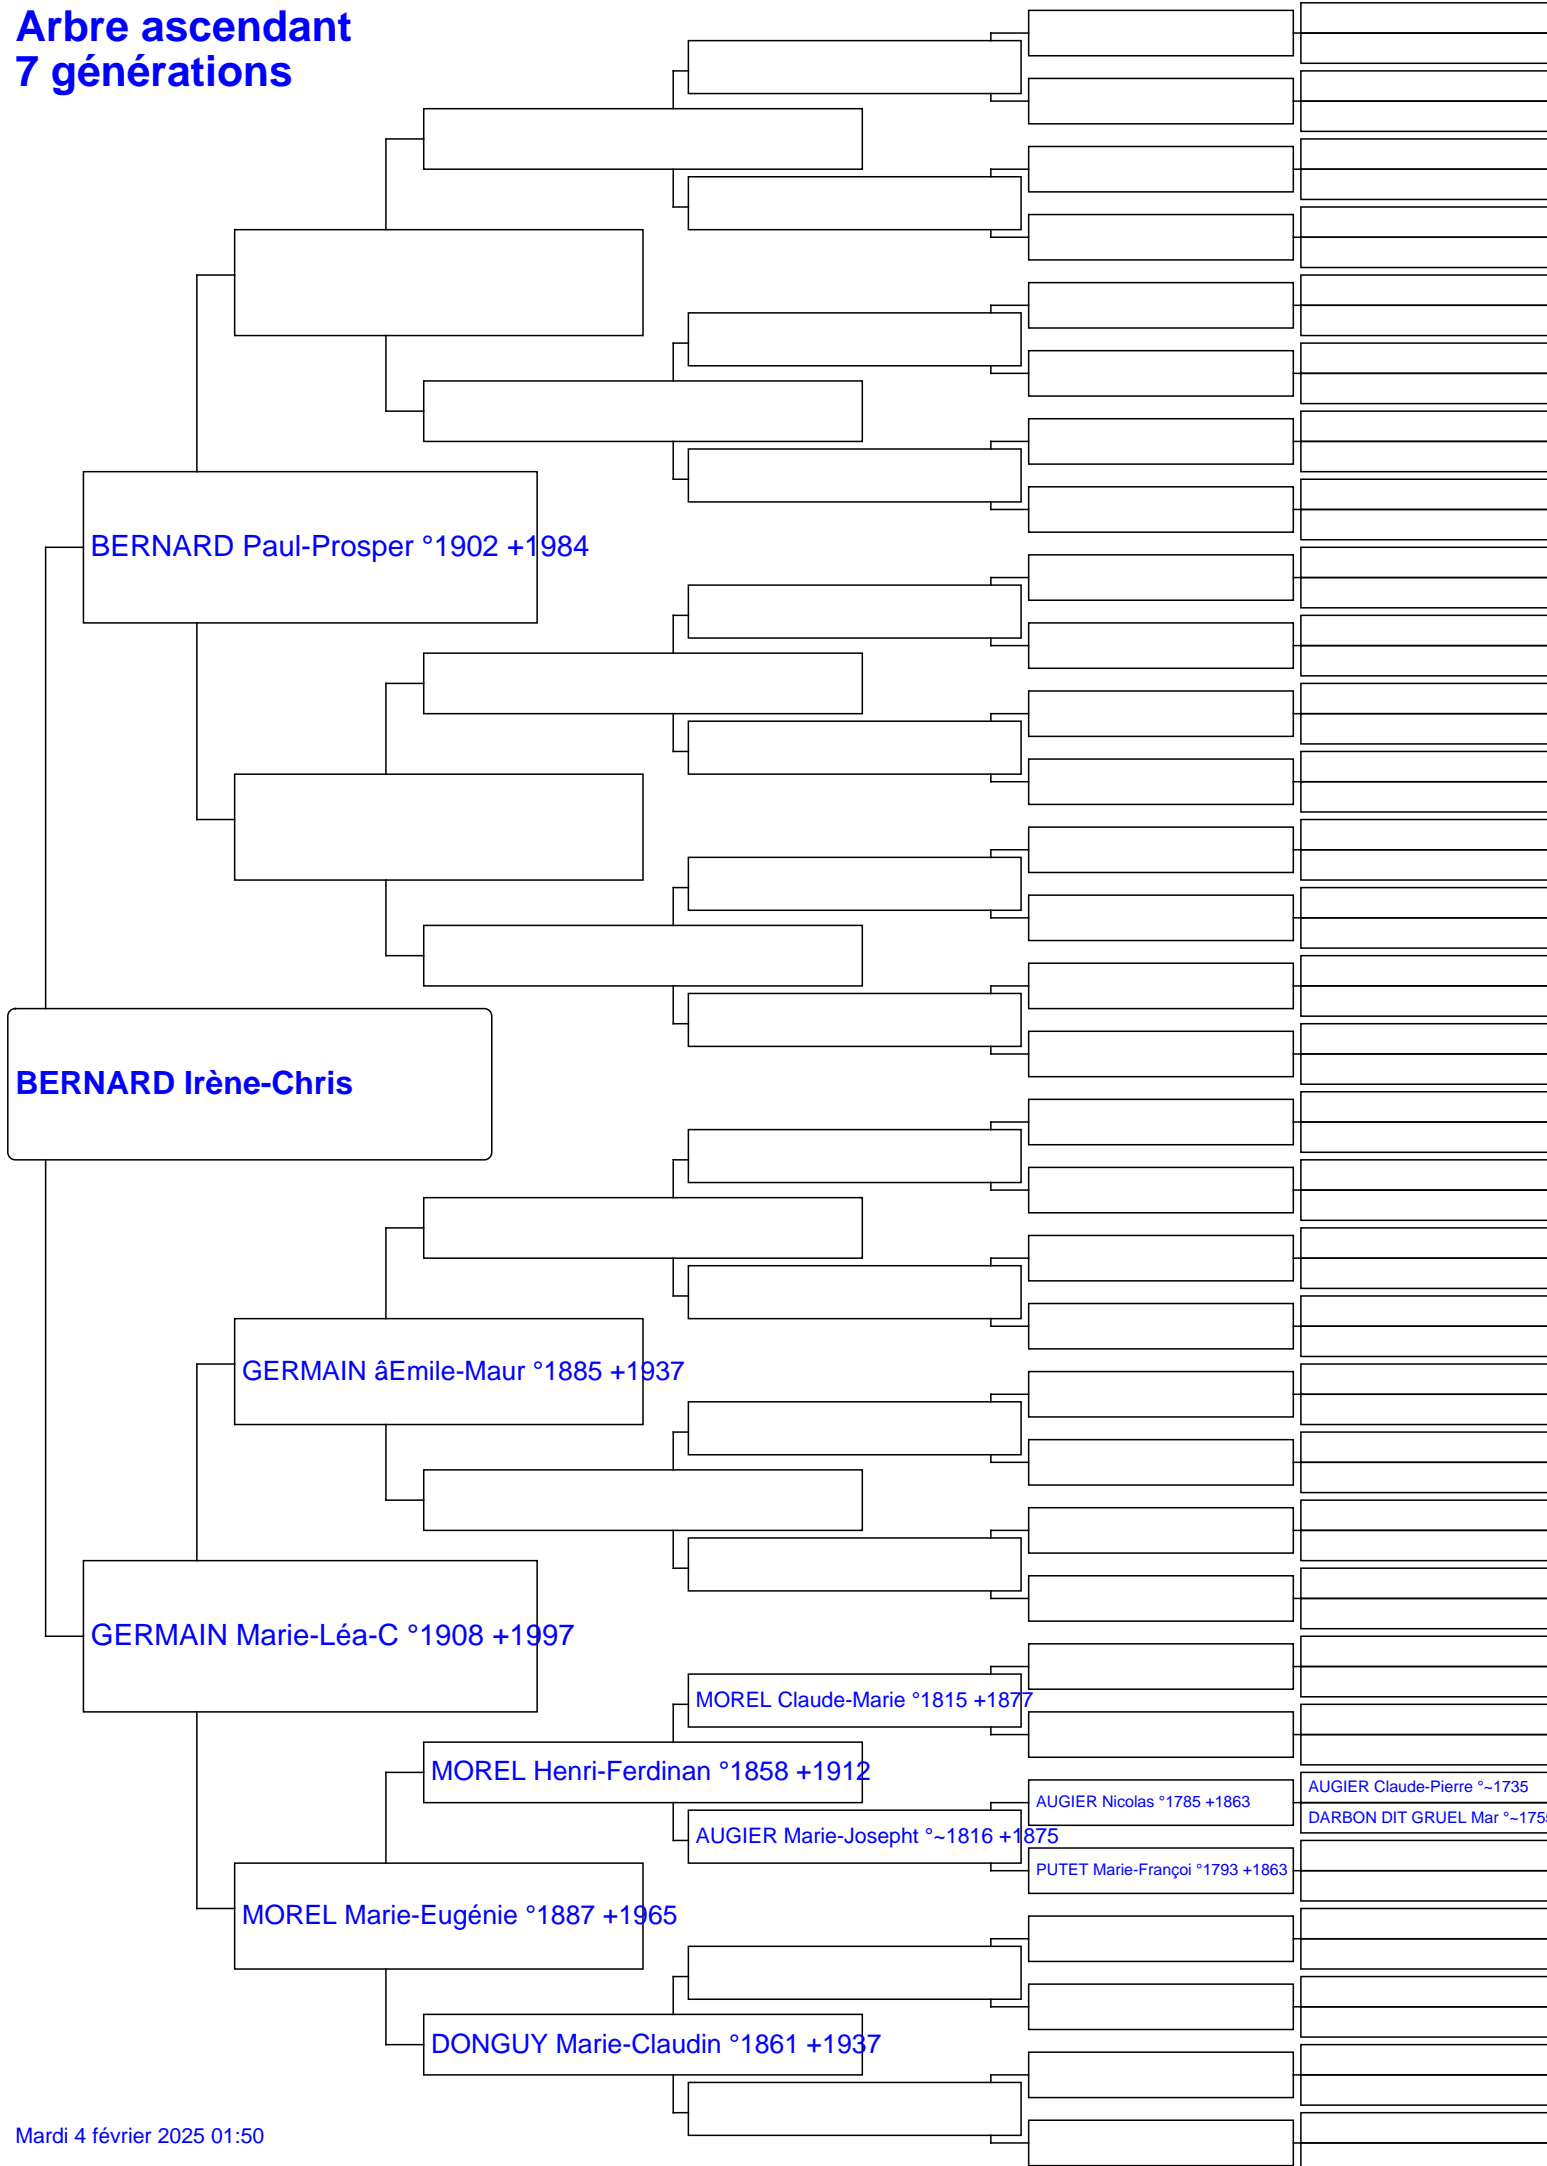 Arbre ascendant
7 générations
BERNARD Paul-Prosper °1902 +1984
BERNARD Irène-Chris
GERMAIN âEmile-Maur °1885 +1937
GERMAIN Marie-Léa-C °1908 +1997
MOREL Claude-Marie °1815 +1877
MOREL Henri-Ferdinan °1858 +1912
AUGIER Claude-Pierre °~1735
AUGIER Nicolas °1785 +1863
DARBON DIT GRUEL Mar °~1755
AUGIER Marie-Josepht °~1816 +1875
PUTET Marie-Françoi °1793 +1863
MOREL Marie-Eugénie °1887 +1965
DONGUY Marie-Claudin °1861 +1937
Mardi 4 février 2025 01:50